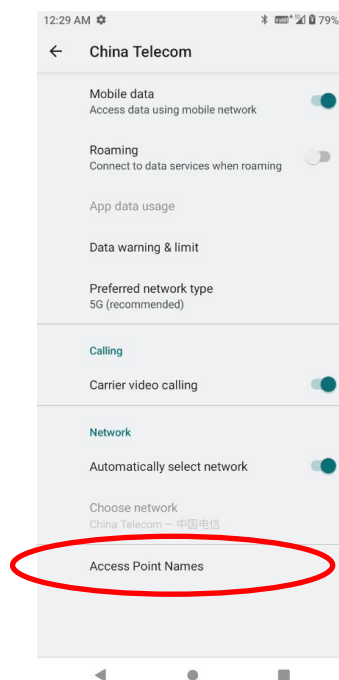 12:29 AM 79%
China Telecom
Mobile data
Access data using mobile network
Roaming
Connect to data services when roaming
App data usage
Data warning & limit
Preferred network type
5G (recommended)
Calling
Carrier video calling
Network
Automatically select network
Choose network
China Telecom — 中国电信
Access Point Names